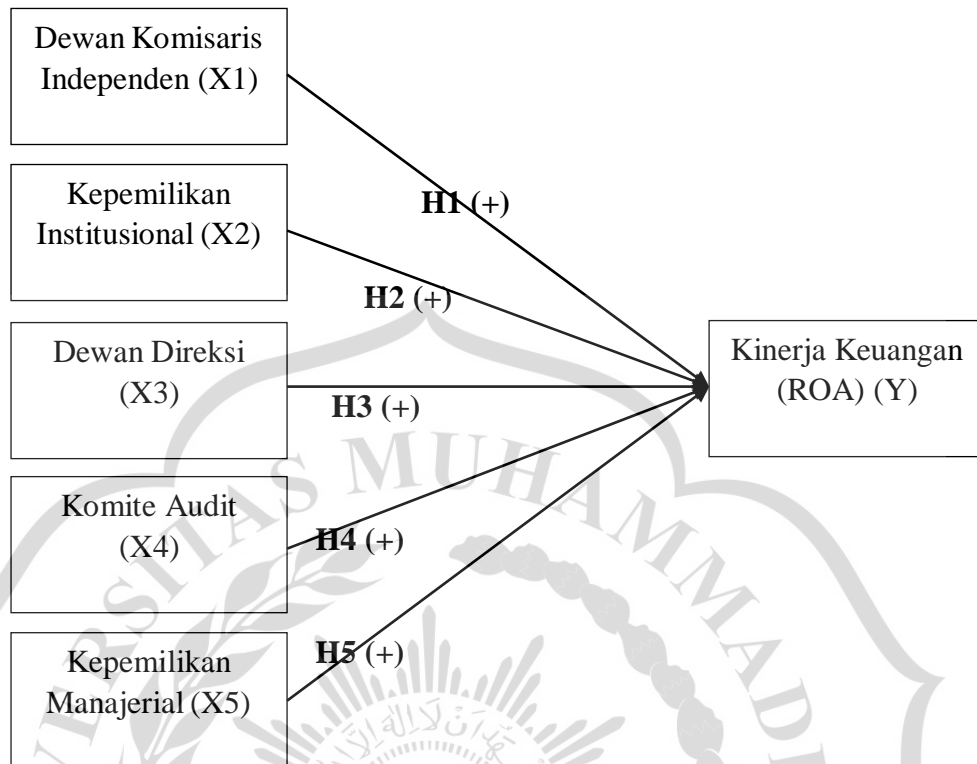 Dewan Komisaris
Independen (X1)
Kepemilikan
Institusional (X2)
Dewan Direksi
(X3)
Komite Audit
(X4)
Kepemilikan
Manajerial (X5)
H1 (+)
H2 (+)
H3 (+)
H4 (+)
H5 (+)
Kinerja Keuangan
(ROA) (Y)